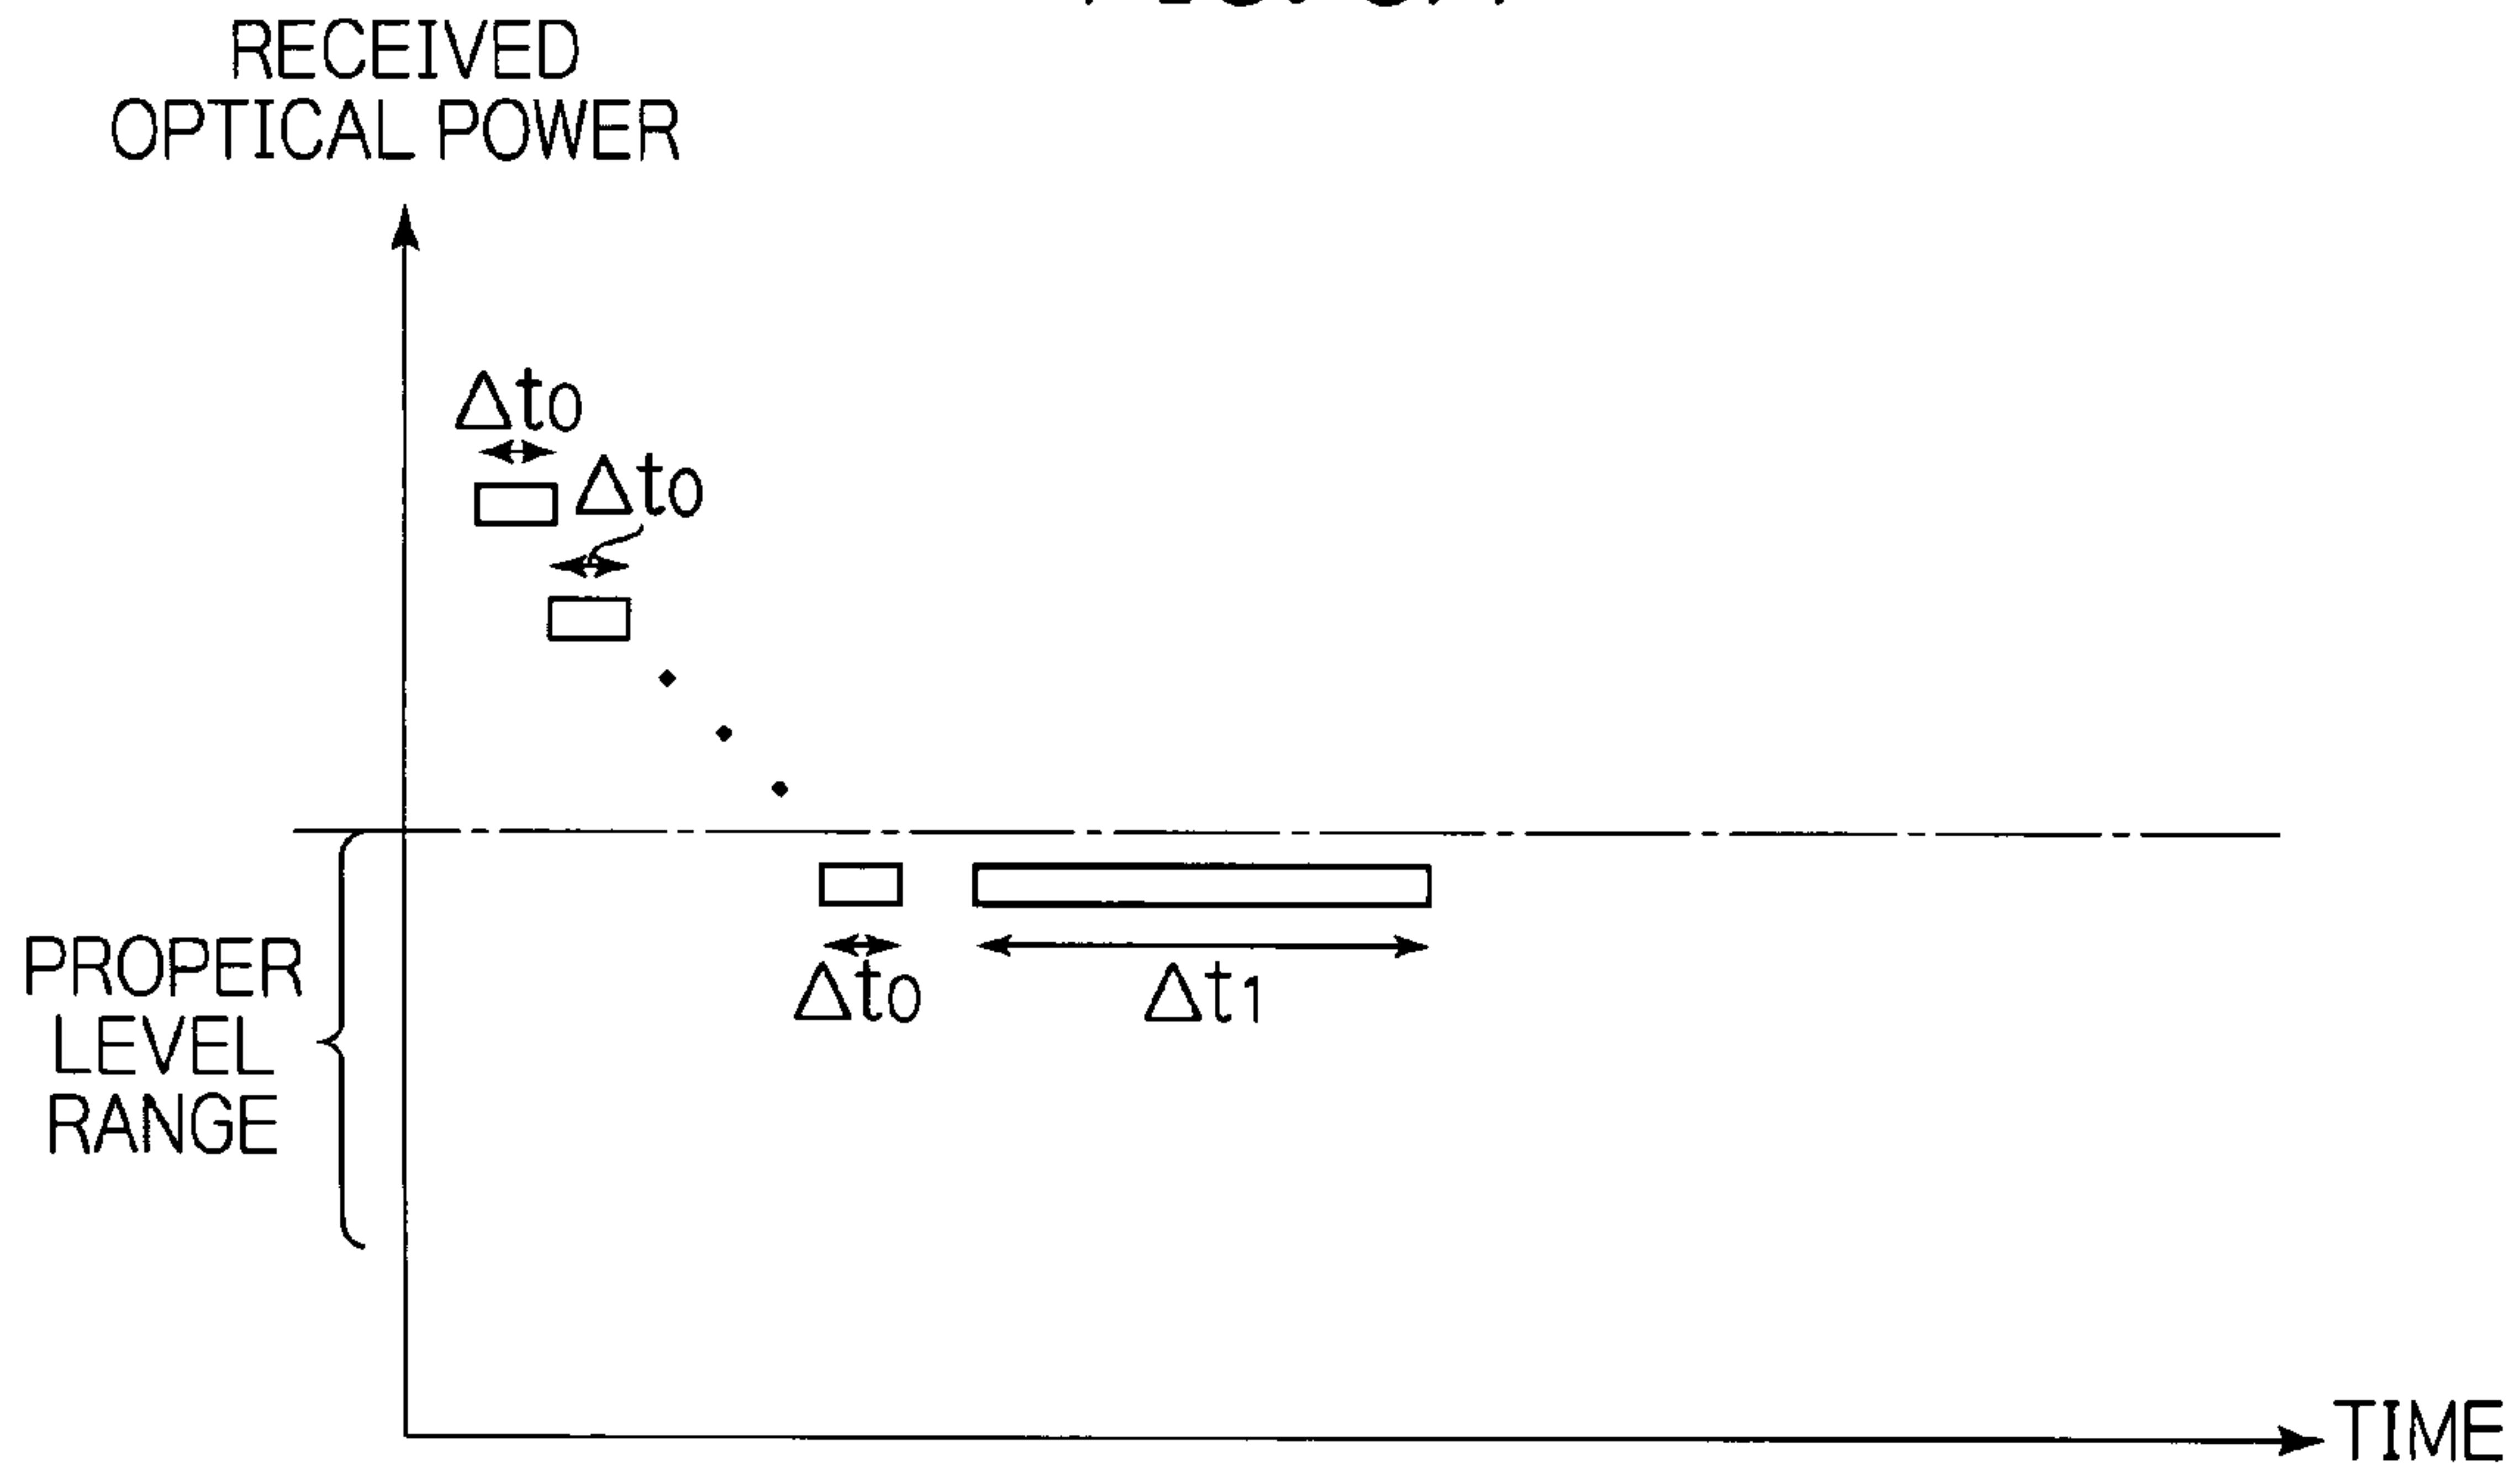 RECEIVED
OPTICAL POWER
Δt0
Δt0
PROPER
LEVEL
RANGE
Δt0
Δt1
TIME